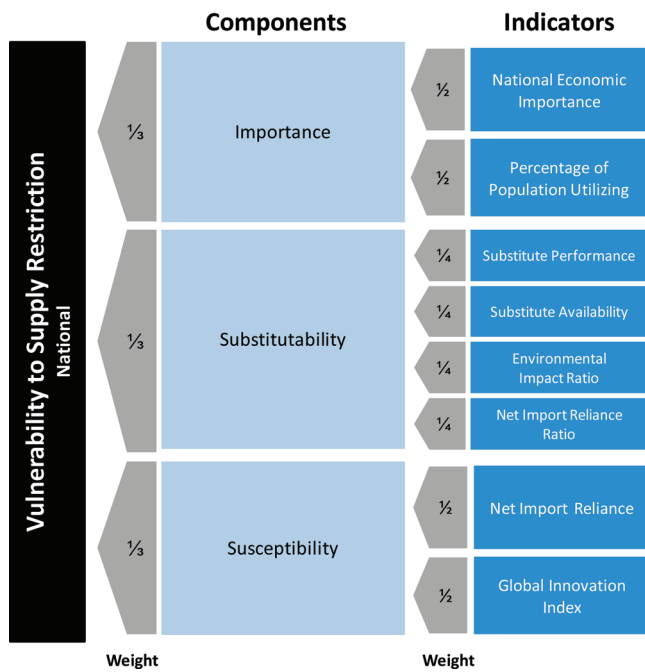 Components
Indicators
Vulnerability to Supply Restriction
National
⅓
Importance
½
National Economic
Importance
½
Percentage of
Population Utilizing
⅓
Substitutability
¼
Substitute Performance
¼
Substitute Availability
¼
Environmental
Impact Ratio
¼
Net Import Reliance
Ratio
⅓
Susceptibility
½
Net Import Reliance
½
Global Innovation
Index
Weight
Weight